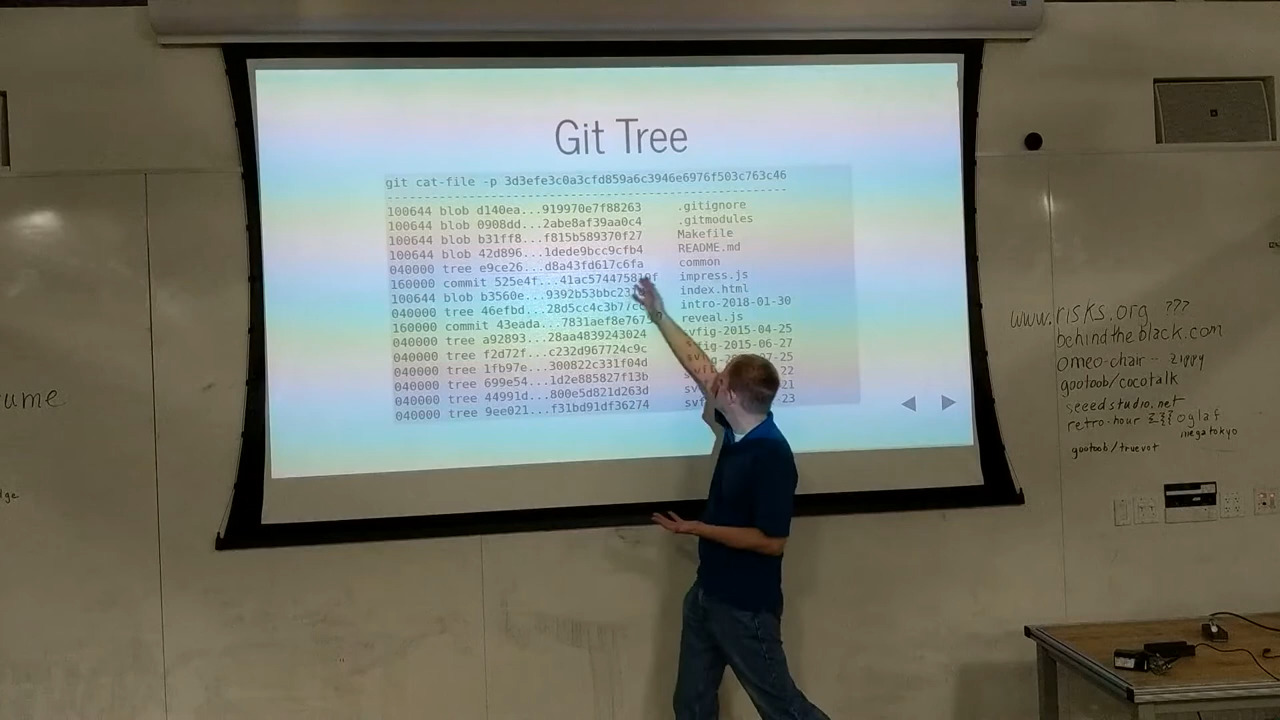 Git Tree
git cat-file -p 3d3efe3c0a3cfd859a6c3946e6976f503c763c46
--------------------------------------------------------
100644 blob d140ea...919970e7f88263 .gitignore
100644 blob 0908dd...2abe8af39aa0c4 .gitmodules
100644 blob b31ff8...f815b589370f27 Makefile
100644 blob 42d896...1dede9bcc9cfb4 README.md
040000 tree e9ce26...d8a43fd617c6fa common
160000 commit 525e4f... impress.js
100644 blob b3560e... index.html
040000 tree 46efbd... intro-2018-01-30
160000 commit 43eada... reveal.js
040000 tree a92893...28aa4839243024 svfig-2015-04-25
040000 tree f2d72f...c232d967724c9c svfig-2015-06-27
040000 tree 1fb97e...300822c331f04d
040000 tree 699e54...1d2e885827f13b
040000 tree 44991d...800e5d821d263d
040000 tree 9ee021...f31bd91df36274
ume
dge
www.risks.org ???
behindtheblack.com
omeo-chair -- ziggy
gootoob/cocotalk
seeedstudio.net
retro-hour oglaf
megatokyo
gootoob/truevot